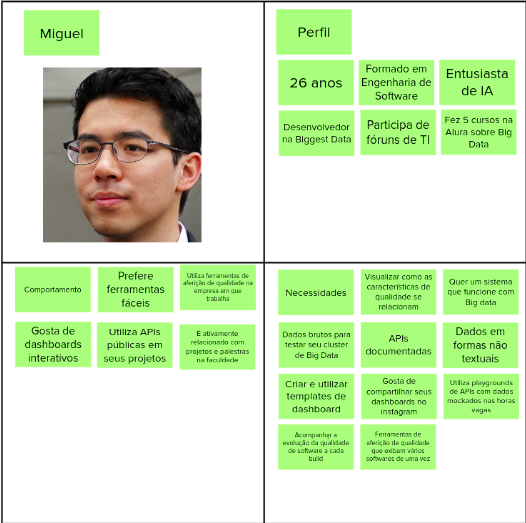 Miguel
Perfil
26 anos
Formado em
Engenharia de
Software
Entusiasta
de IA
Desenvolvedor
na Biggest Data
Participa de
fóruns de TI
Fez 5 cursos na
Alura sobre Big
Data
Comportamento
Prefere
ferramentas
fáceis
Utiliza ferramentas de
aferição de qualidade na
empresa em que
trabalha
Gosta de
dashboards
interativos
Utiliza APIs
públicas em
seus projetos
É ativamente
relacionado com
projetos e palestras
na faculdade
Necessidades
Visualizar como as
características de
qualidade se
relacionam
Quer um sistema
que funcione com
Big data
Dados brutos para
testar seu cluster
de Big Data
APIs
documentadas
Dados em
formas não
textuais
Criar e utilizar
templates de
dashboard
Gosta de
compartilhar seus
dashboards no
instagram
Utiliza playgrounds
de APIs com dados
mockados nas horas
vagas
Acompanhar a
evolução da qualidade
de software a cada
build
Ferramentas de
aferição de qualidade
que exibam vários
softwares de uma vez